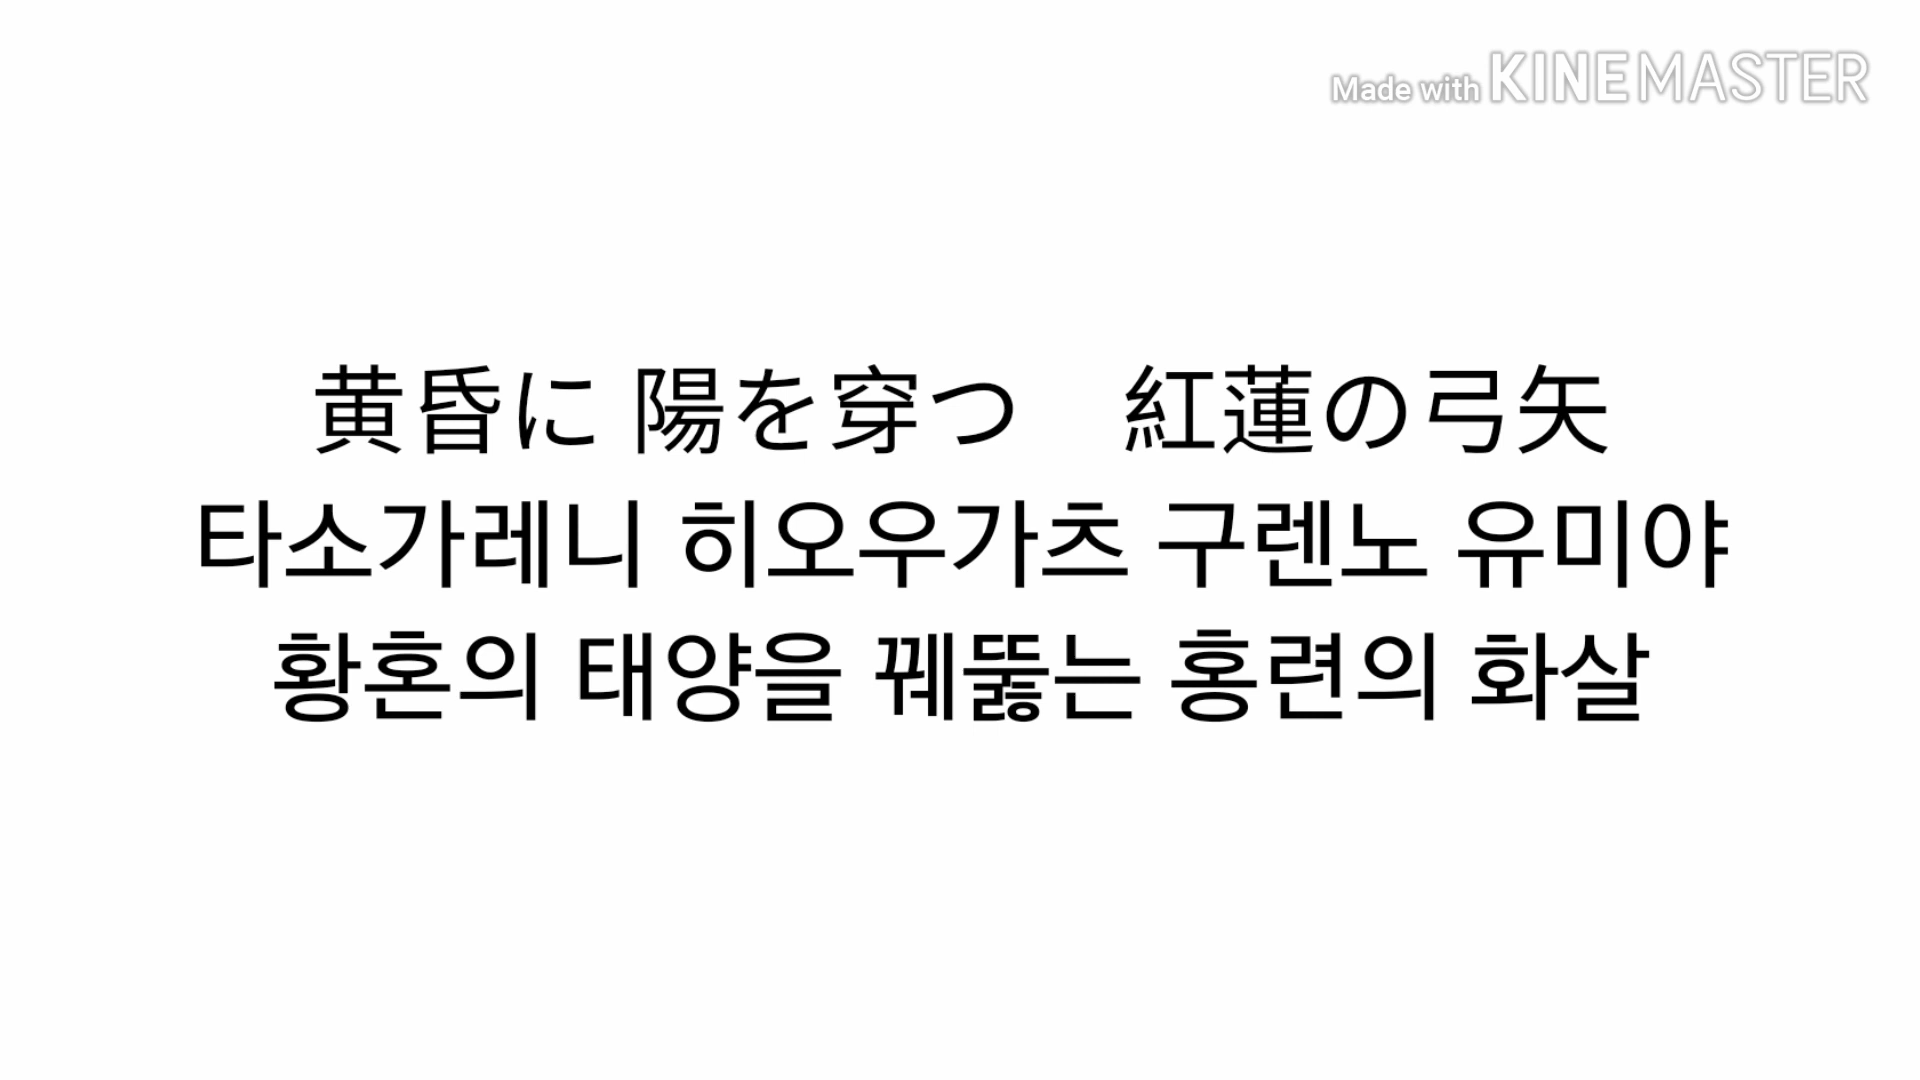 Made with KINEMASTER
黄昏に 陽を穿つ　紅蓮の弓矢
타소가레니 히오우가츠 구렌노 유미야
황혼의 태양을 꿰뚫는 홍련의 화살